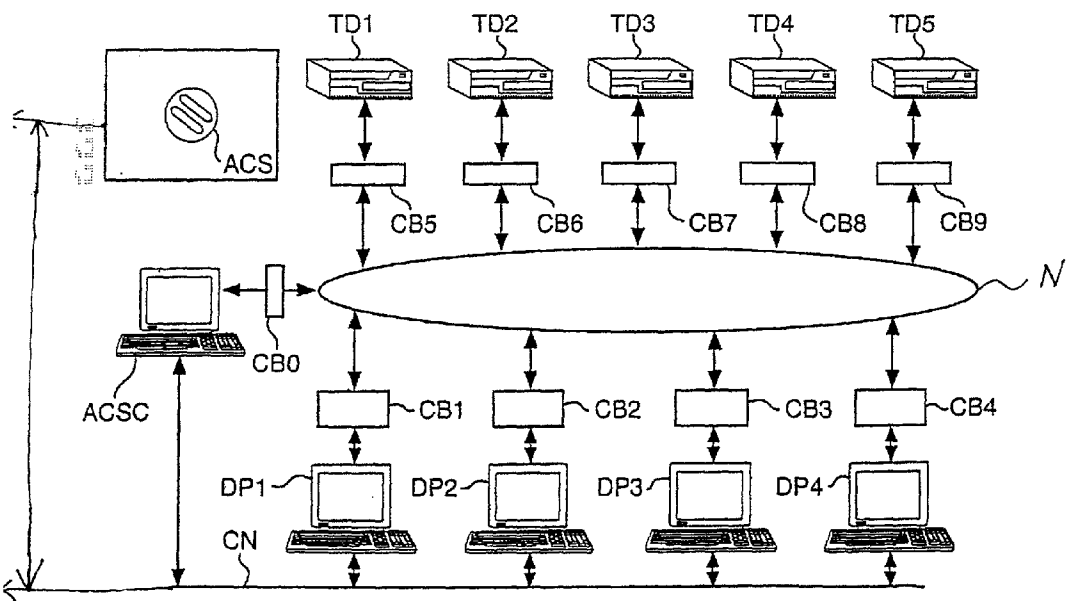 TD1 TD2 TD3 TD4 TD5
ACS
CB5 CB6 CB7 CB8 CB9
N
CB0
ACSC
CB1 CB2 CB3 CB4
DP1 DP2 DP3 DP4
CN